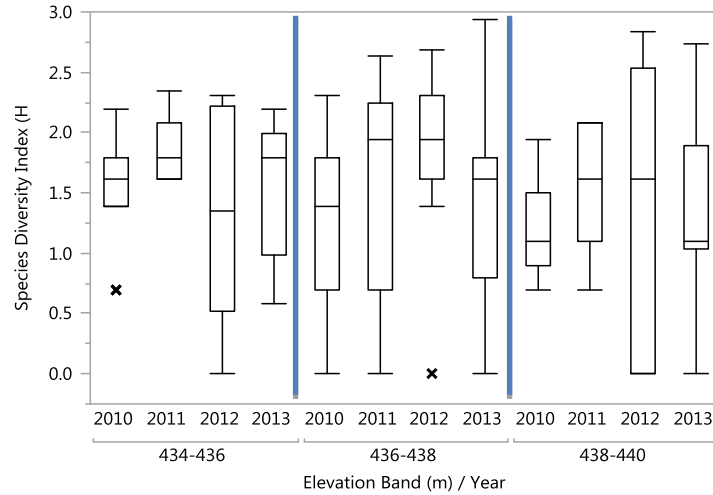 3.0
2.5
2.0
1.5
1.0
0.5
0.0
Species Diversity Index (H
2010 2011 2012 2013 2010 2011 2012 2013 2010 2011 2012 2013
434-436 436-438 438-440
Elevation Band (m) / Year